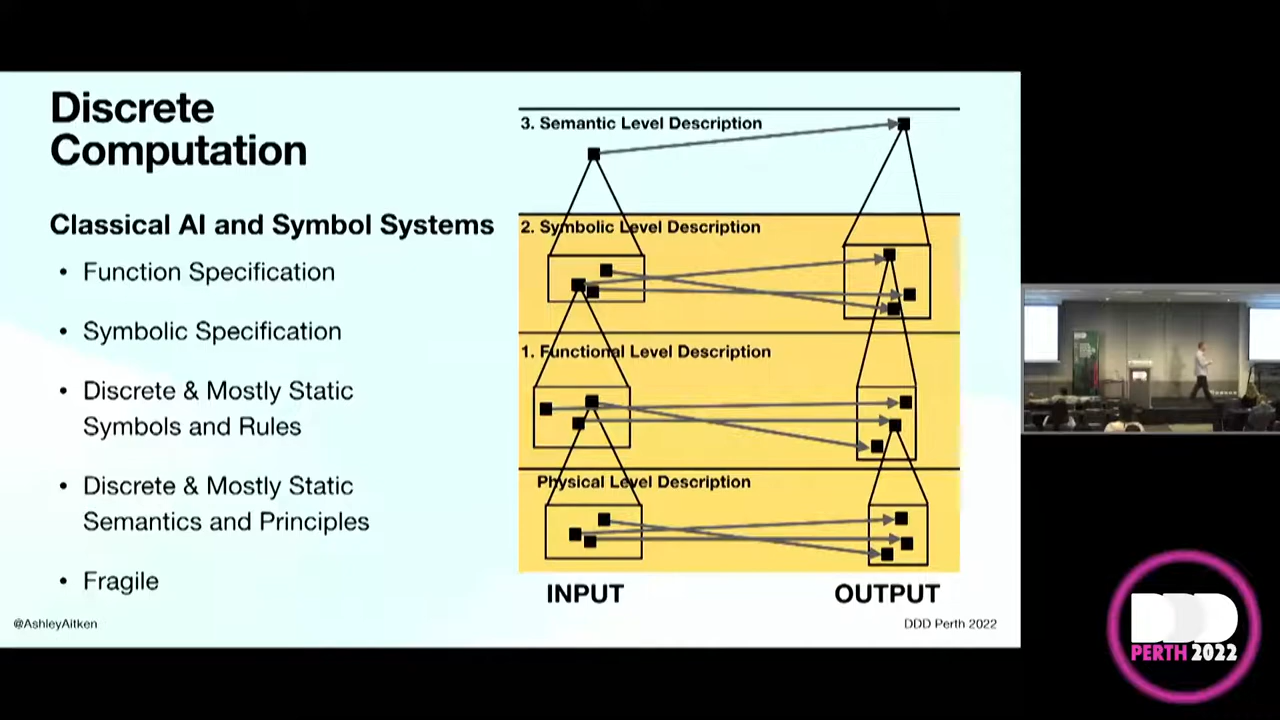 Discrete
Computation
Classical AI and Symbol Systems
• Function Specification
• Symbolic Specification
• Discrete & Mostly Static
Symbols and Rules
• Discrete & Mostly Static
Semantics and Principles
• Fragile
3. Semantic Level Description
2. Symbolic Level Description
1. Functional Level Description
Physical Level Description
INPUT
OUTPUT
@AshleyAitken
DDD Perth 2022
DDD
PERTH 2022